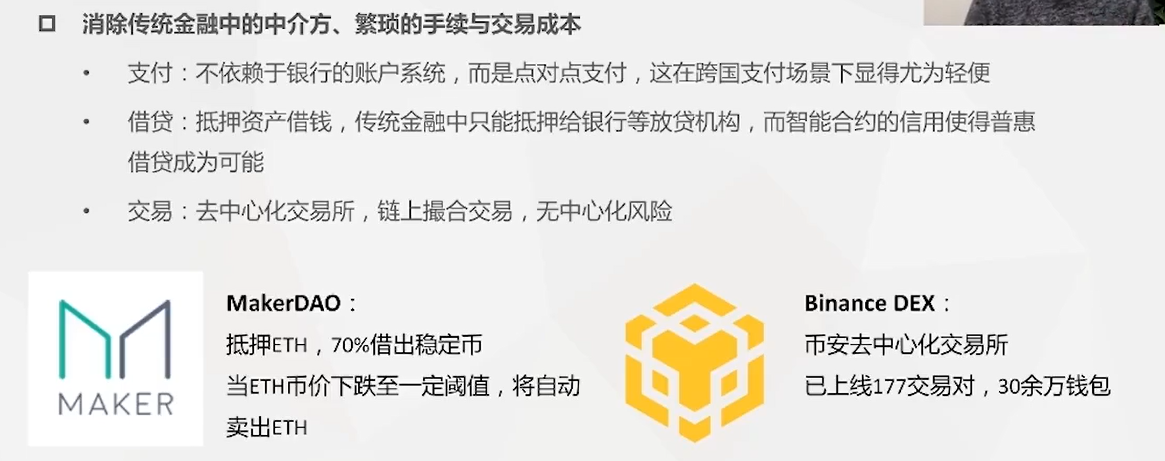 消除传统金融中的中介方、繁琐的手续与交易成本
• 支付：不依赖于银行的账户系统，而是点对点支付，这在跨国支付场景下显得尤为轻便
• 借贷：抵押资产借钱，传统金融中只能抵押给银行等放贷机构，而智能合约的信用使得普惠
借贷成为可能
• 交易：去中心化交易所，链上撮合交易，无中心化风险
MAKER
MakerDAO：
抵押ETH，70%借出稳定币
当ETH币价下跌至一定阈值，将自动
卖出ETH
Binance DEX：
币安去中心化交易所
已上线177交易对，30余万钱包